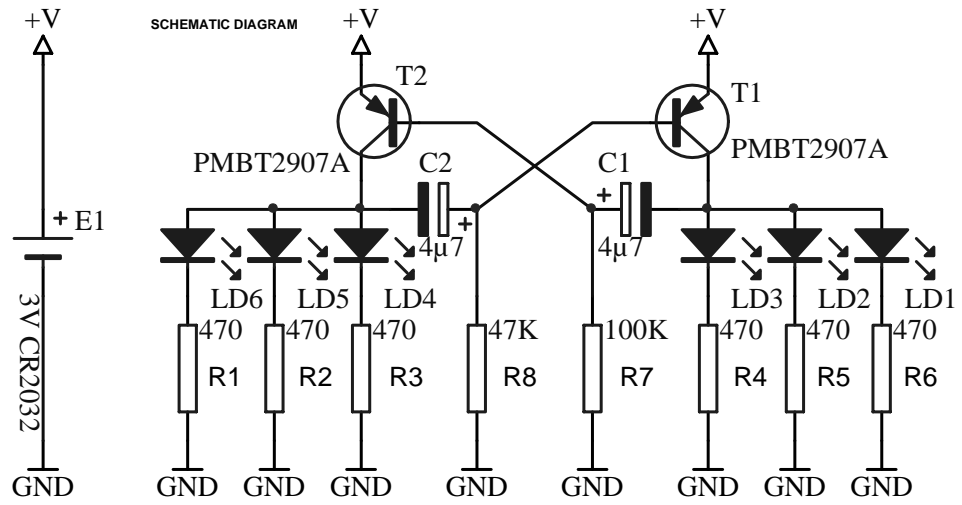 +V
SCHEMATIC DIAGRAM
+V
+V
T2
T1
PMBT2907A
PMBT2907A
C2
C1
+ E1
+
+
4µ7
4µ7
3V CR2032
LD6
LD5
LD4
LD3
LD2
LD1
470
470
470
47K
100K
470
470
470
R1
R2
R3
R8
R7
R4
R5
R6
GND
GND
GND
GND
GND
GND
GND
GND
GND